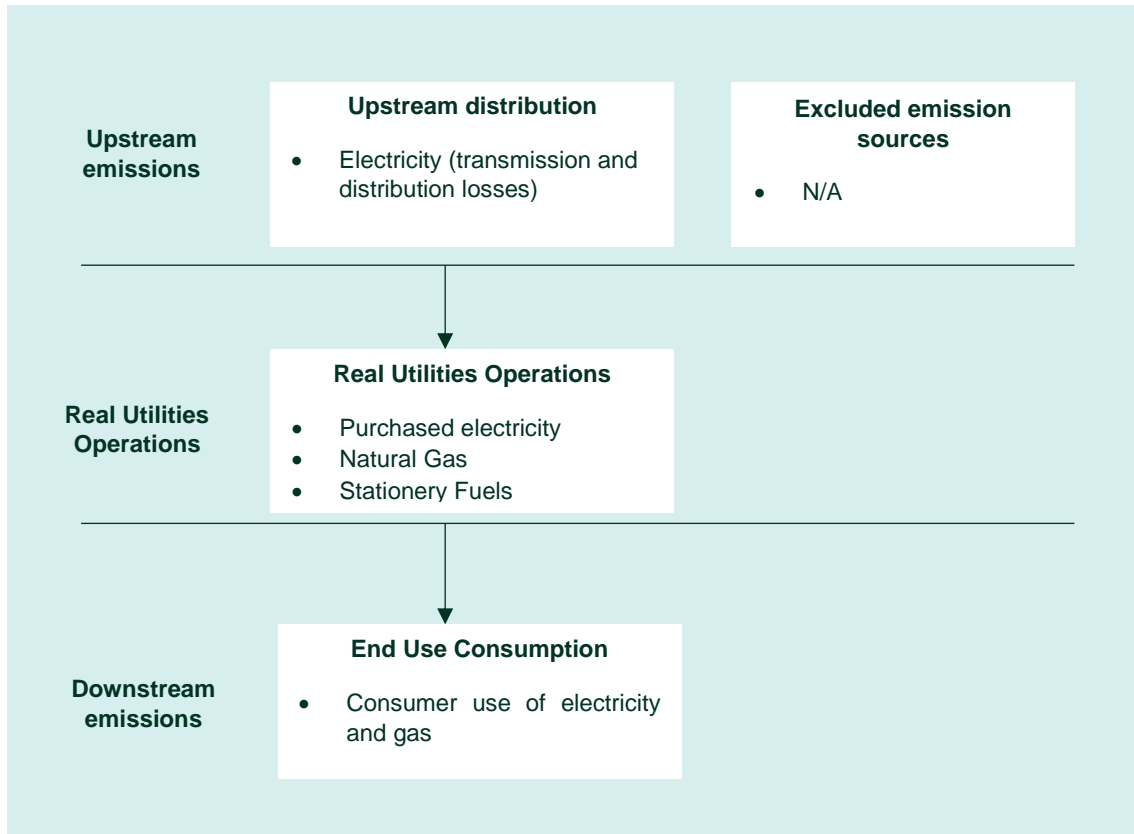 Upstream
emissions
Upstream distribution
• Electricity (transmission and
distribution losses)
Excluded emission
sources
• N/A
Real Utilities
Operations
Real Utilities Operations
• Purchased electricity
• Natural Gas
• Stationery Fuels
Downstream
emissions
End Use Consumption
• Consumer use of electricity
and gas